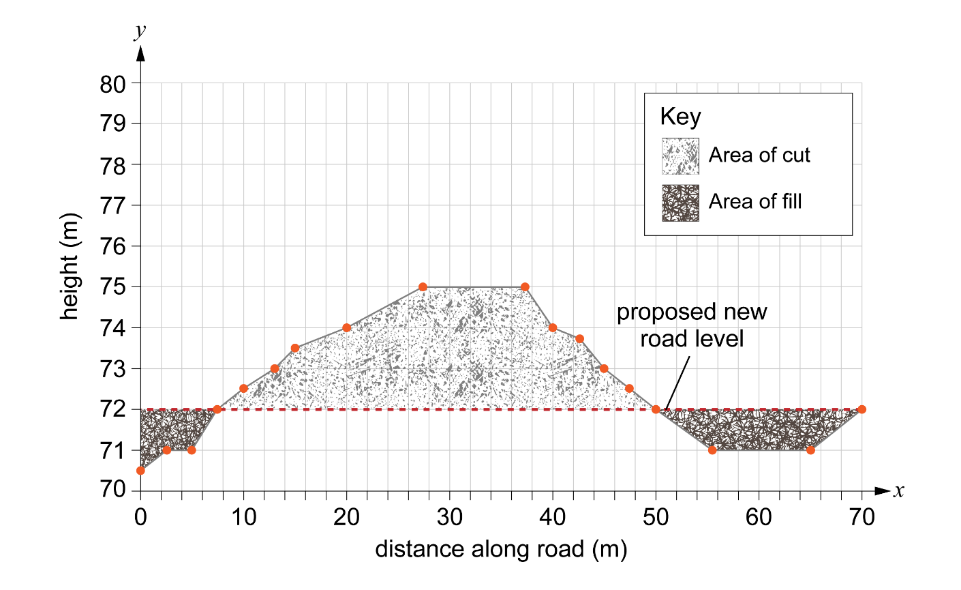 y
80
79
78
77
76
75
74
73
72
71
70
height (m)
Key
Area of cut
Area of fill
proposed new
road level
0 10 20 30 40 50 60 70
x
distance along road (m)